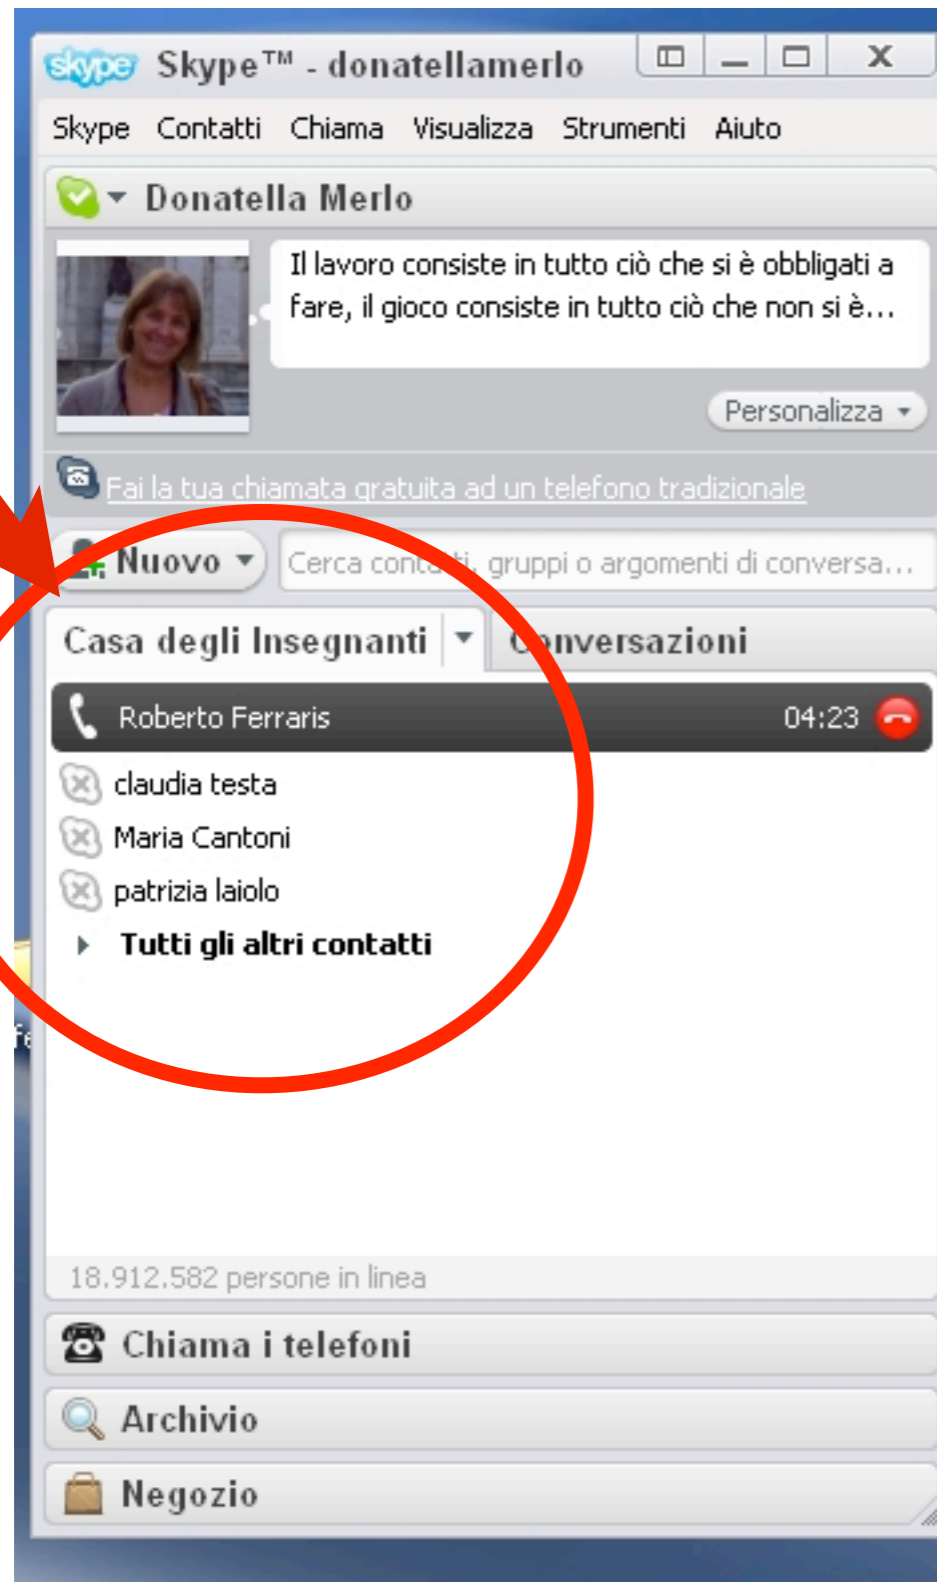 skype Skype™ - donatellamerlo
Skype Contatti Chiama Visualizza Strumenti Aiuto
Donatella Merlo
Il lavoro consiste in tutto ciò che si è obbligati a
fare, il gioco consiste in tutto ciò che non si è...
Personalizza
Fai la tua chiamata gratuita ad un telefono tradizionale
Nuovo Cerca contatti, gruppi o argomenti di conversa...
Casa degli Insegnanti Conversazioni
Roberto Ferraris 04:23
claudia testa
Maria Cantoni
patrizia laiolo
Tutti gli altri contatti
18.912.582 persone in linea
Chiama i telefoni
Archivio
Negozio